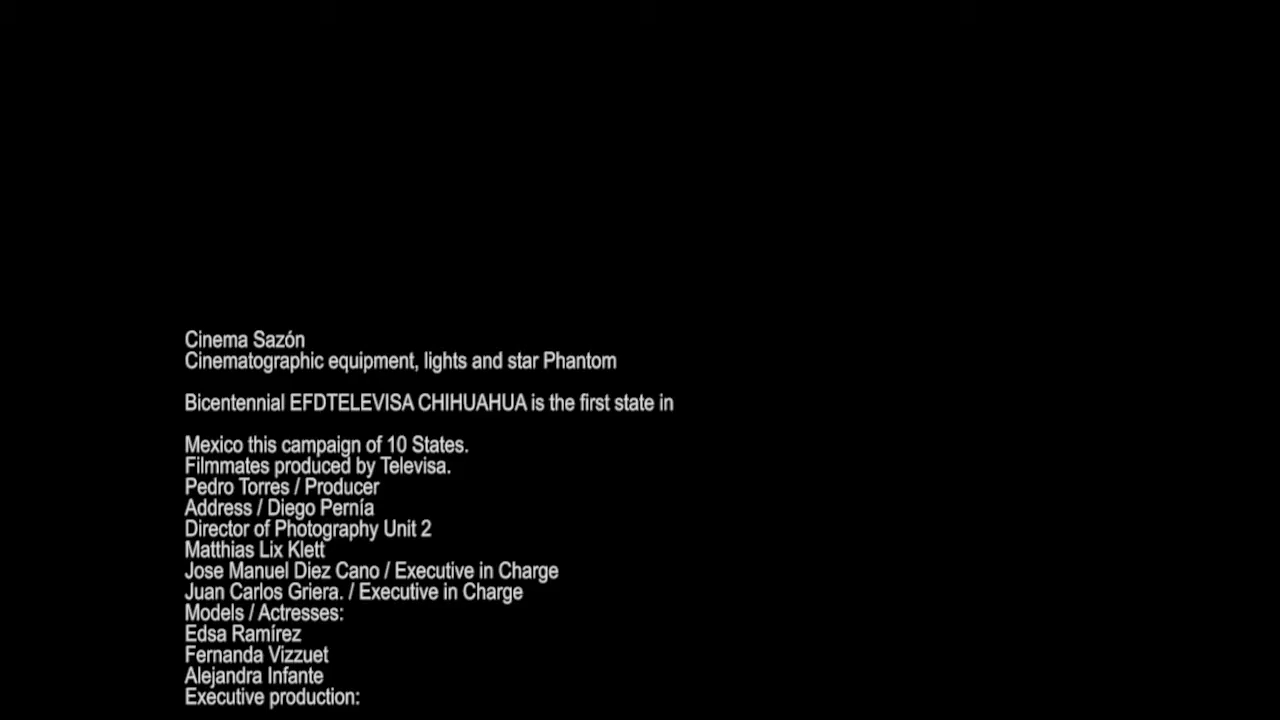 Cinema Sazón
Cinematographic equipment, lights and star Phantom
Bicentennial EFDTELEVISA CHIHUAHUA is the first state in
Mexico this campaign of 10 States.
Filmmates produced by Televisa.
Pedro Torres / Producer
Address / Diego Pernía
Director of Photography Unit 2
Matthias Lix Klett
Jose Manuel Diez Cano / Executive in Charge
Juan Carlos Griera. / Executive in Charge
Models / Actresses:
Edsa Ramírez
Fernanda Vizzuet
Alejandra Infante
Executive production: